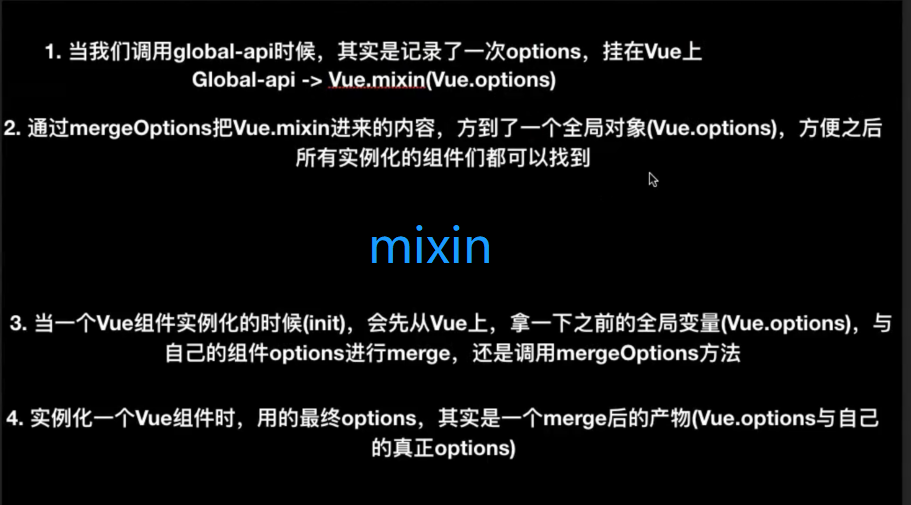 1. 当我们调用global-api时候，其实是记录了一次options，挂在Vue上
Global-api -> Vue.mixin(Vue.options)
2. 通过mergeOptions把Vue.mixin进来的内容，方到了一个全局对象(Vue.options)，方便之后
所有实例化的组件们都可以找到
mixin
3. 当一个Vue组件实例化的时候(init)，会先从Vue上，拿一下之前的全局变量(Vue.options)，与
自己的组件options进行merge，还是调用mergeOptions方法
4. 实例化一个Vue组件时，用的最终options，其实是一个merge后的产物(Vue.options与自己
的真正options)